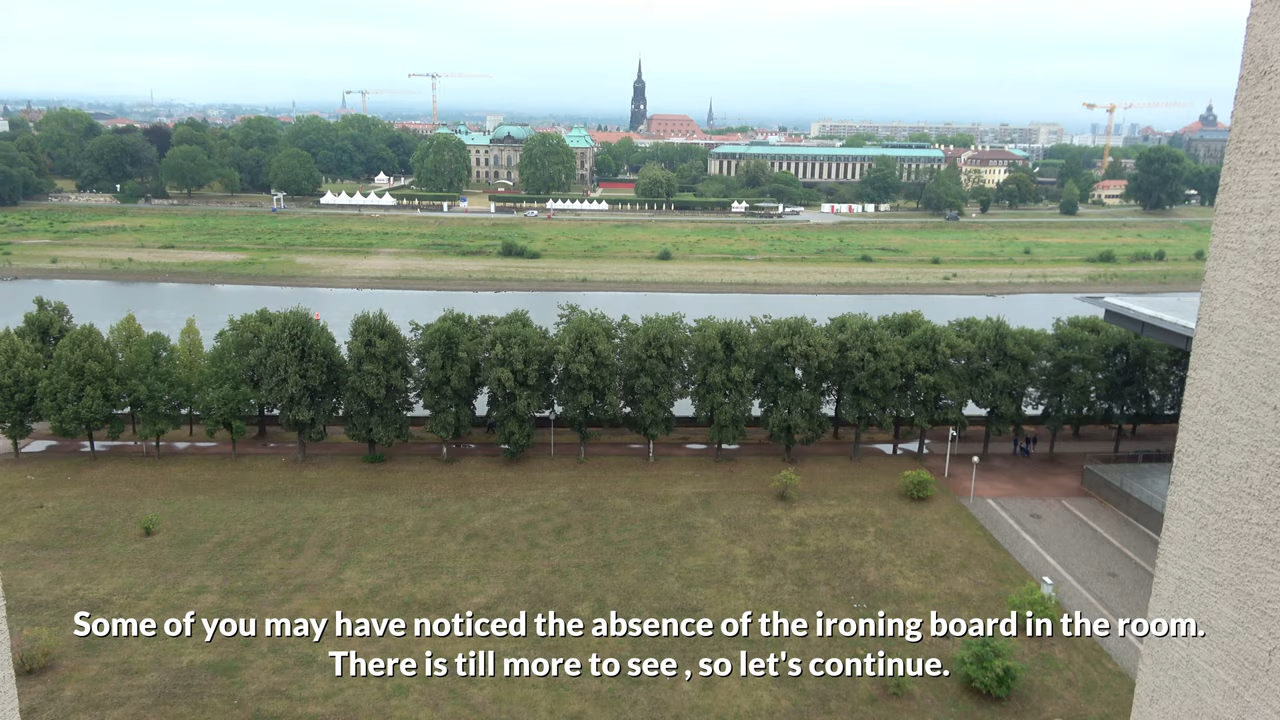 Some of you may have noticed the absence of the ironing board in the room.
There is till more to see , so let's continue.